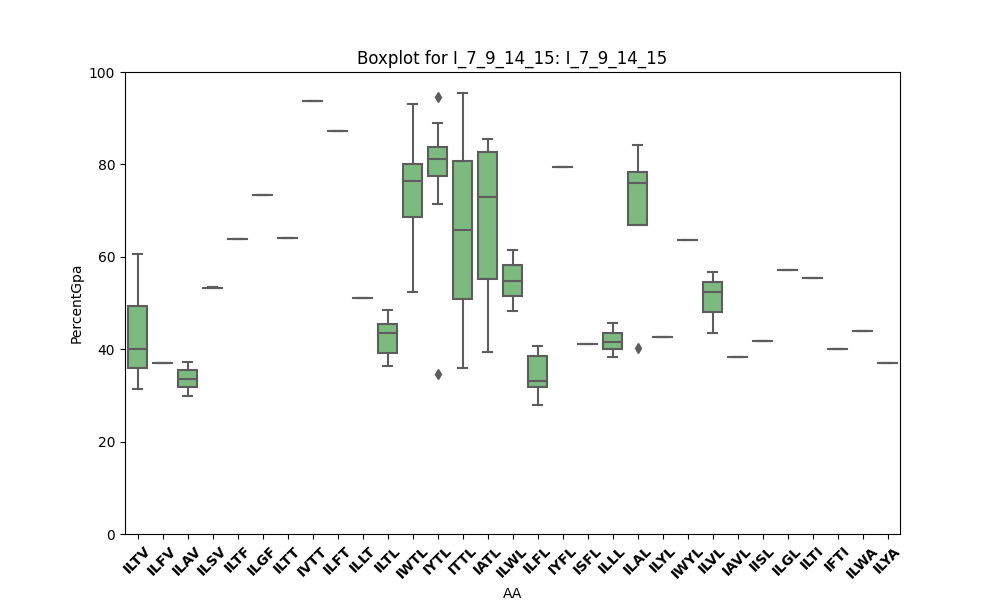 Boxplot for I_7_9_14_15: I_7_9_14_15
PercentGpa
100
80
60
40
20
0
ILTV ILFV ILAV ILSV ILTF ILGF ILTT IVTT ILFT ILLT ILTL IWTL IYTL ITTL IATL ILWL ILFL IYFL ISFL ILLL ILAL ILYL IWYL ILVL IAVL IISL ILGL ILTI IFTI ILWA ILYA
AA